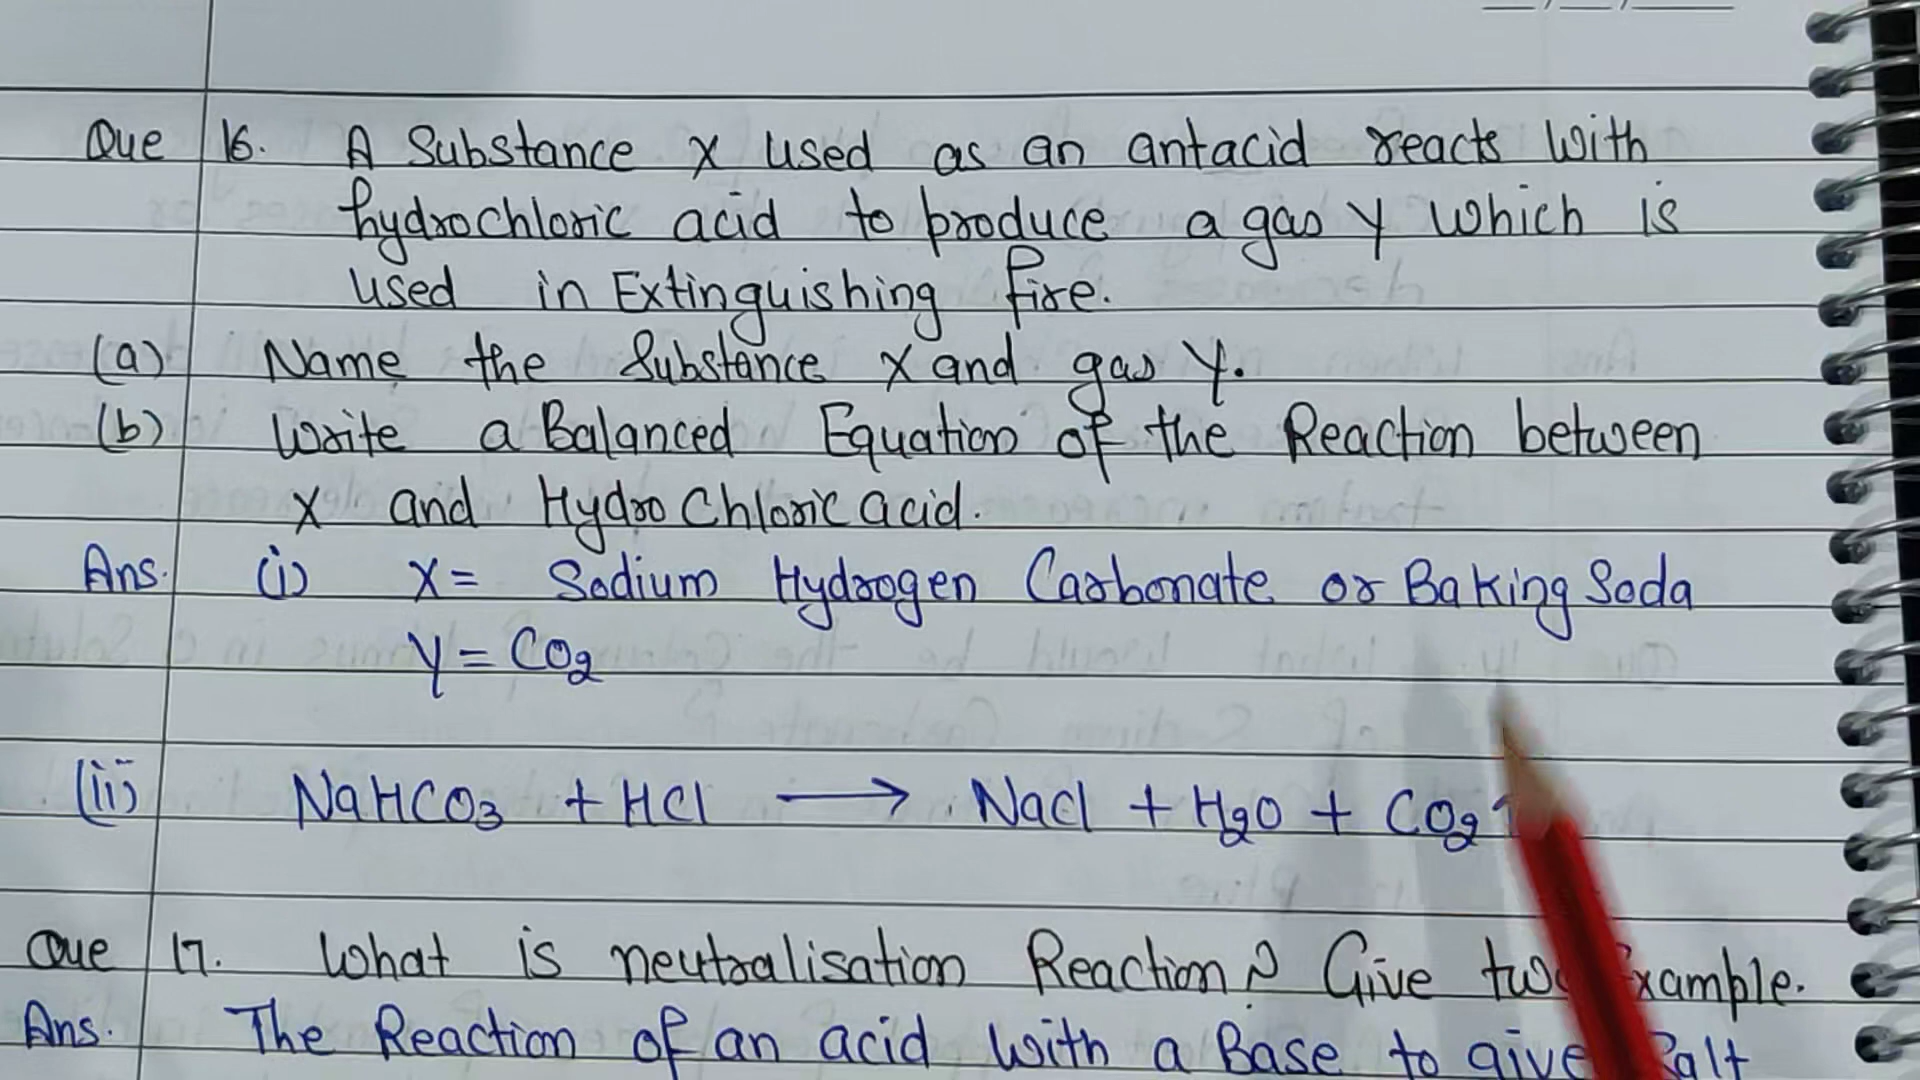 Que 16. A Substance X used as an antacid reacts with
hydrochloric acid to produce a gas Y which is
used in Extinguishing fire.
(a) Name the Substance X and gas Y.
(b) Write a Balanced Equation of the Reaction between
X and Hydro Chloric acid.
Ans. (i) X = Sodium Hydrogen Carbonate or Baking Soda
Y = CO2
(ii) NaHCO3 + HCl → Nacl + H2O + CO2
Que 17. What is neutralisation Reaction? Give two Example.
Ans. The Reaction of an acid with a Base to give Salt